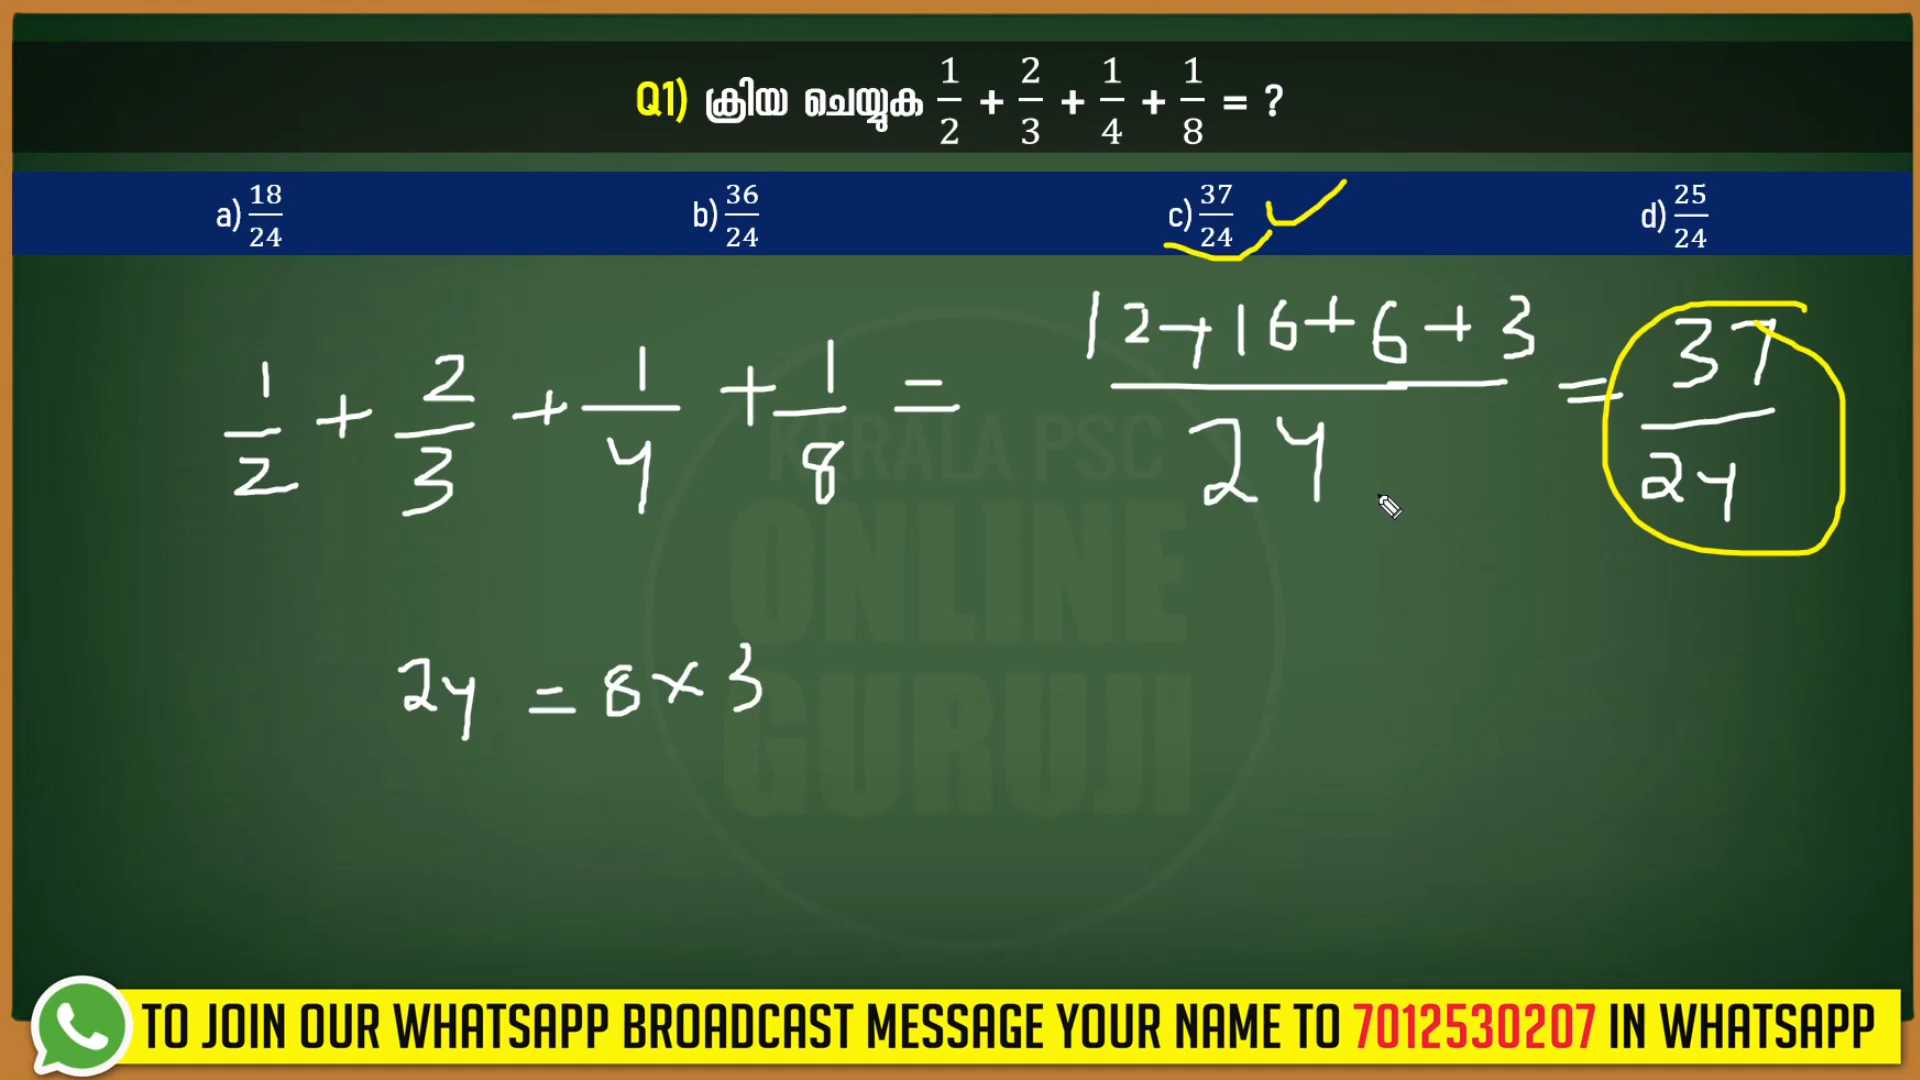 Q1) ക്രിയ ചെയ്യുക 1/2 + 2/3 + 1/4 + 1/8 = ?
a) 18/24 b) 36/24 c) 37/24 d) 25/24
1/2 + 2/3 + 1/4 + 1/8 = 12+16+6+3/24 = 37/24
24 = 8 × 3
KERALA PSC
ONLINE
GURUJI
TO JOIN OUR WHATSAPP BROADCAST MESSAGE YOUR NAME TO 7012530207 IN WHATSAPP